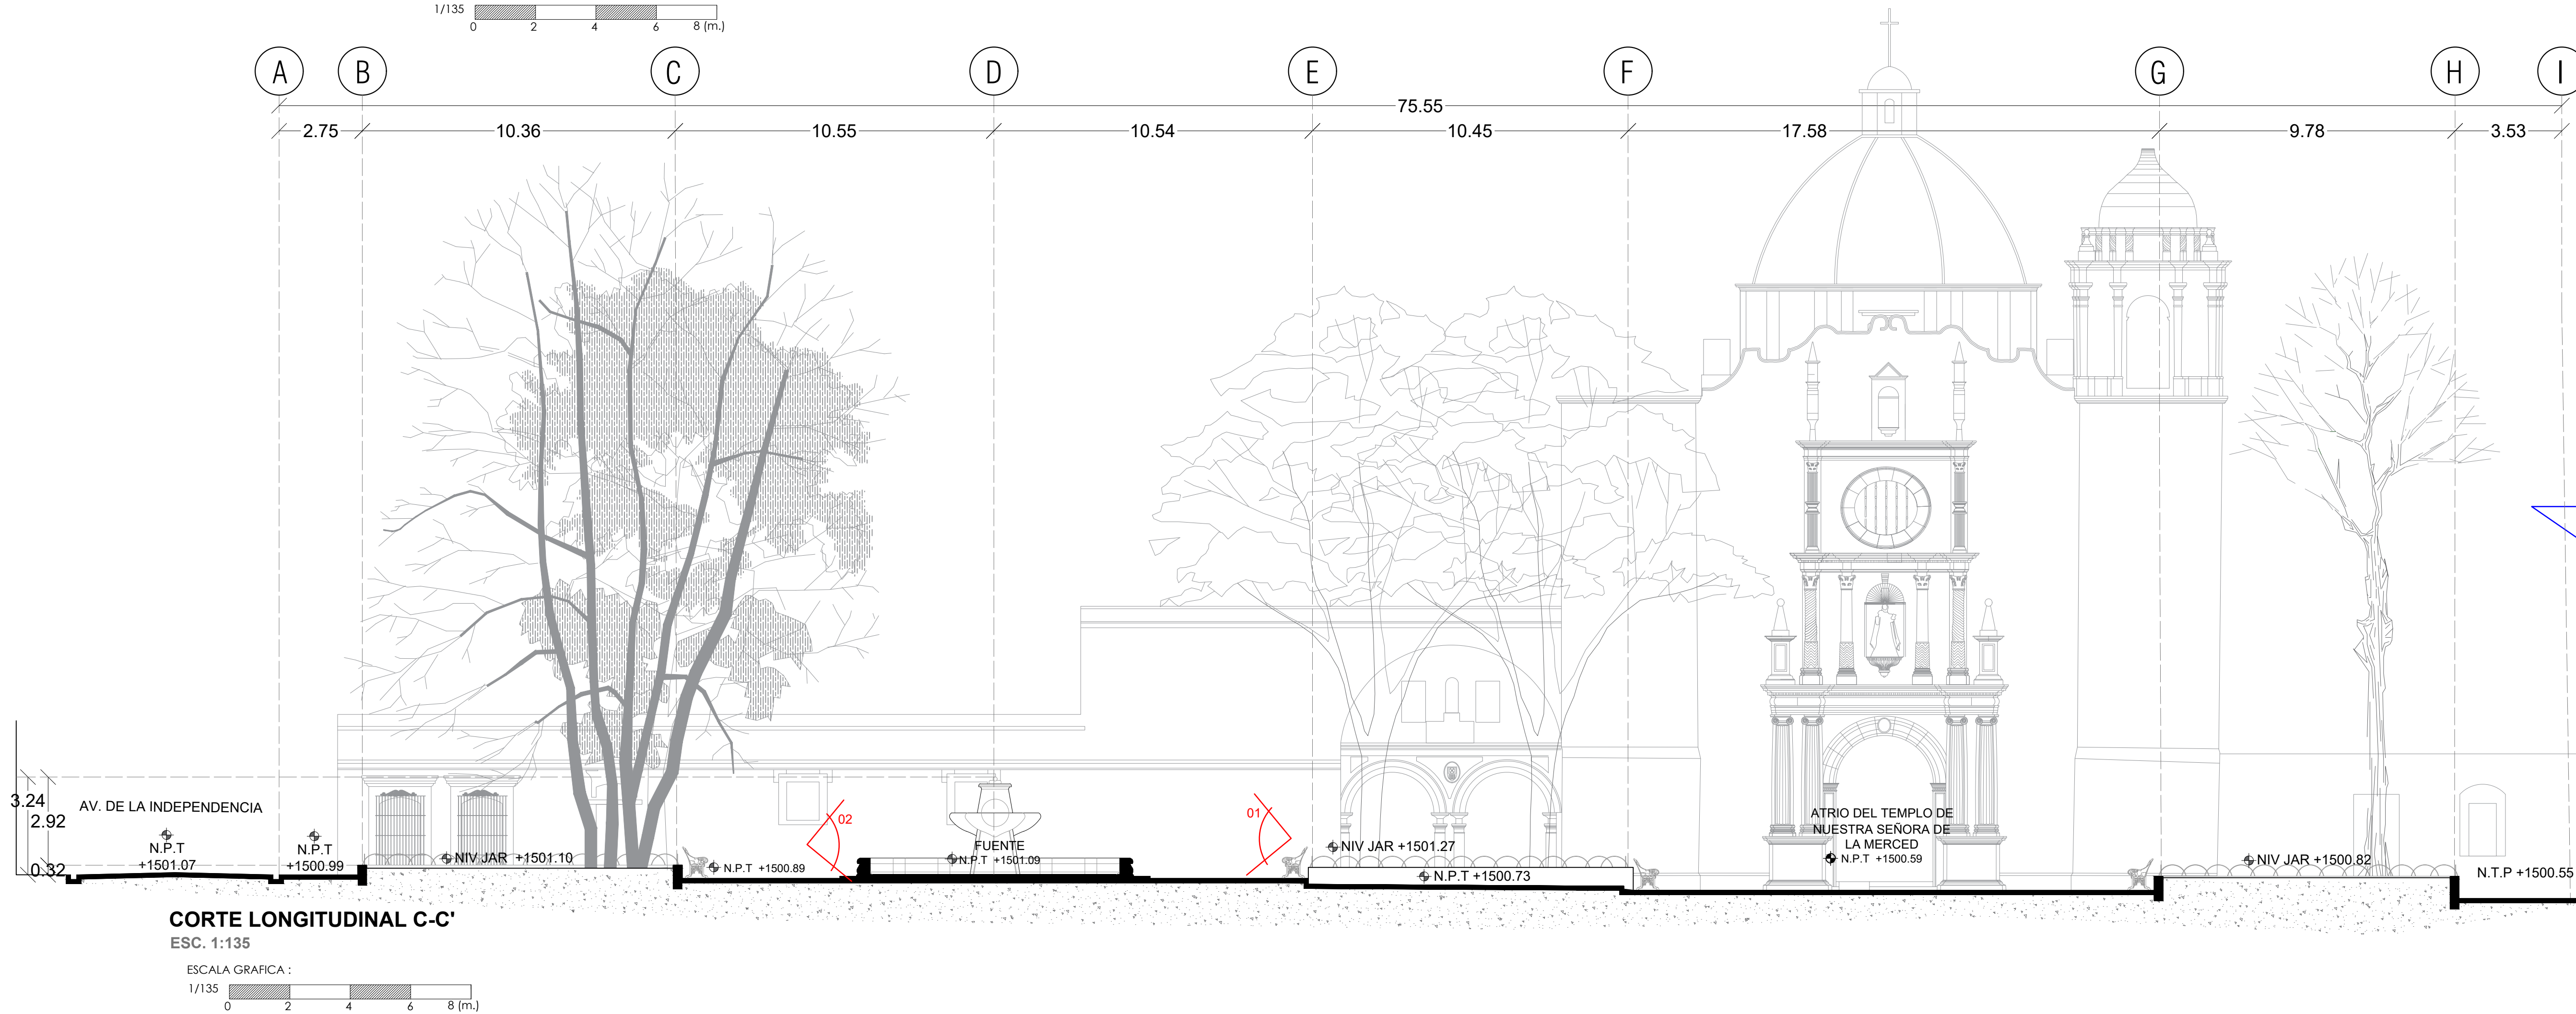 1/135
0 2 4 6 8 (m.)
A B C D E F G H I
75.55
2.75 10.36 10.55 10.54 10.45 17.58 9.78 3.53
3.24
2.92
0.32
AV. DE LA INDEPENDENCIA
N.P.T
+1501.07
N.P.T
+1500.99
NIV JAR +1501.10
N.P.T +1500.89
02
FUENTE
N.P.T +1501.09
01
NIV JAR +1501.27
N.P.T +1500.73
ATRIO DEL TEMPLO DE
NUESTRA SEÑORA DE
LA MERCED
N.P.T +1500.59
NIV JAR +1500.82
N.T.P +1500.55
CORTE LONGITUDINAL C-C'
ESC. 1:135
ESCALA GRAFICA :
1/135
0 2 4 6 8 (m.)